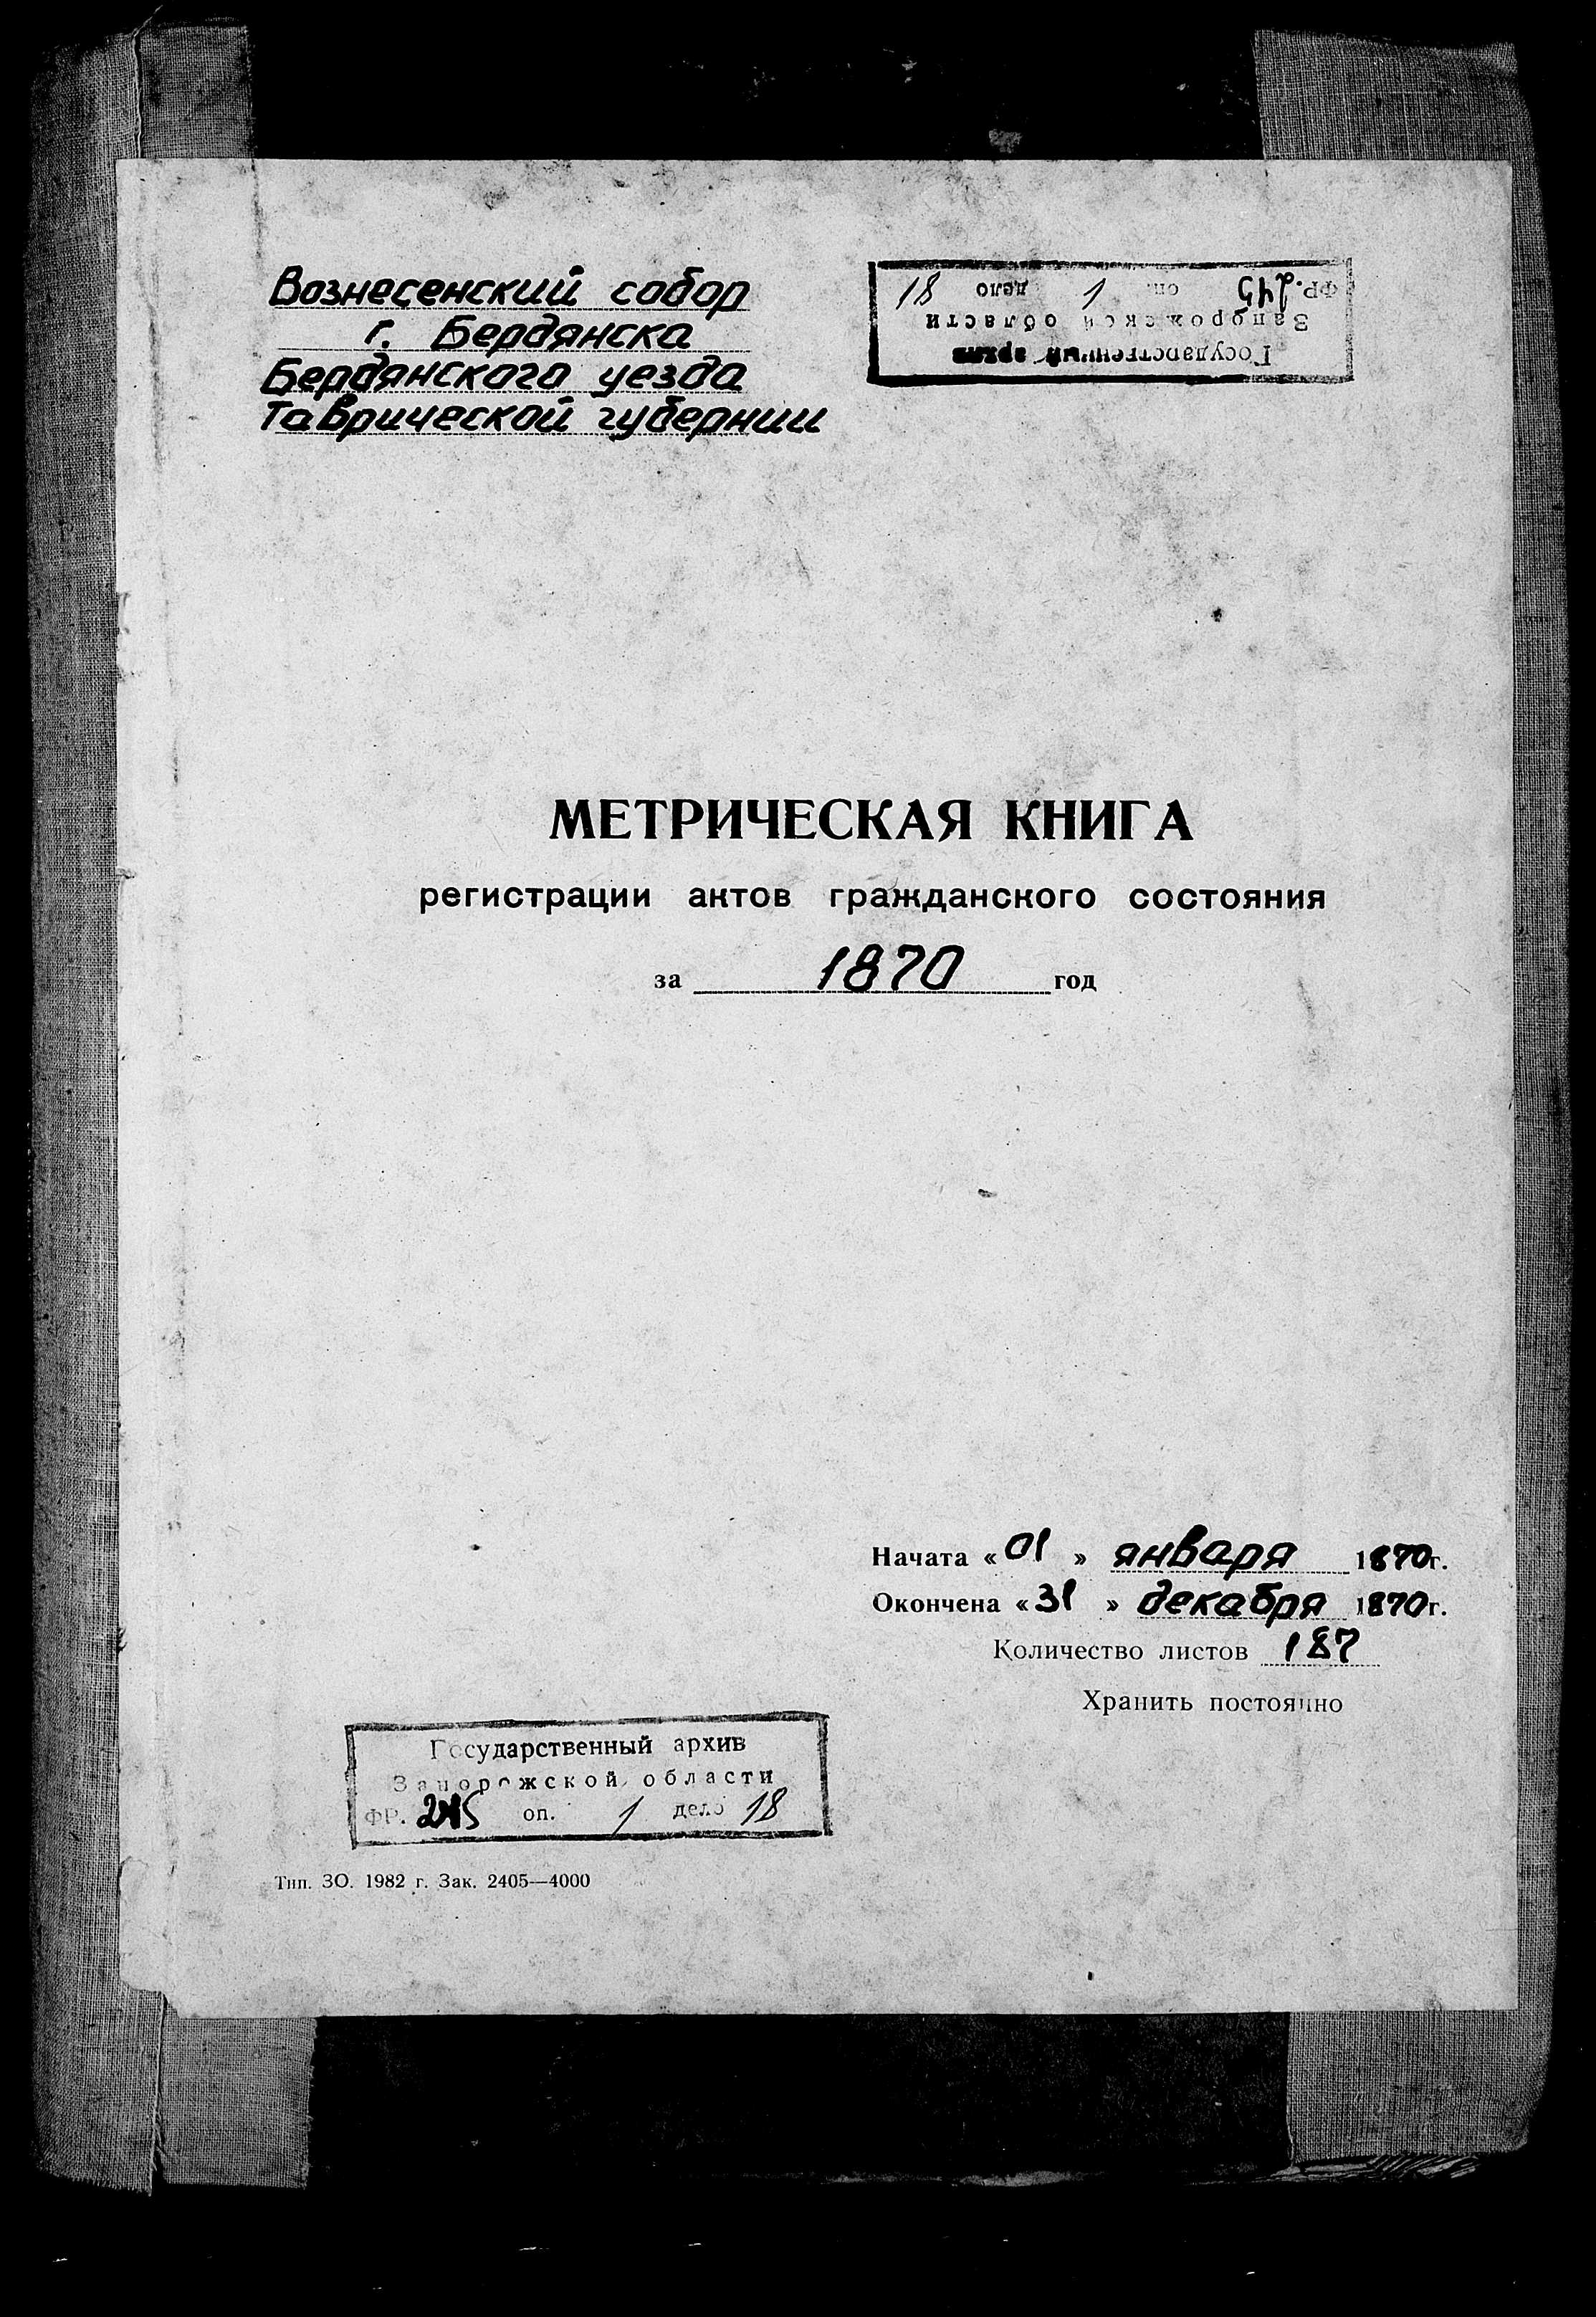 Вознесенский собор
г. Бердянска
Бердянского уезда
Таврической губернии
Государственный архив
Запорожской области
ФР. 245 оп. 1 дело 18
МЕТРИЧЕСКАЯ КНИГА
регистрации актов гражданского состояния
за 1870 год
Начата «01» января 1870г.
Окончена «31» декабря 1870г.
Количество листов 187
Хранить постоянно
Государственный архив
Запорожской области
ФР. 245 оп. 1 дело 18
Тип. ЗО. 1982 г. Зак. 2405—4000